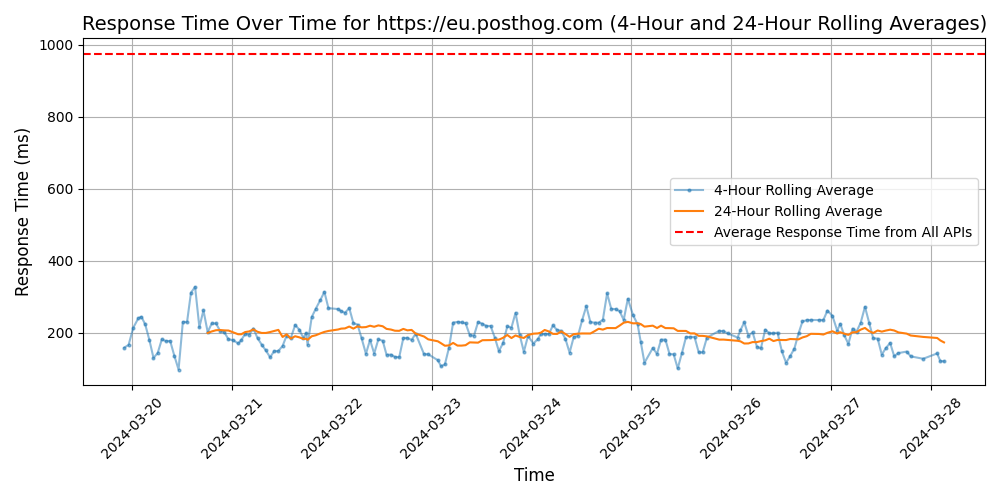 Response Time Over Time for https://eu.posthog.com (4-Hour and 24-Hour Rolling Averages)
1000
800
600
400
200
Response Time (ms)
4-Hour Rolling Average
24-Hour Rolling Average
Average Response Time from All APIs
2024-03-20
2024-03-21
2024-03-22
2024-03-23
2024-03-24
2024-03-25
2024-03-26
2024-03-27
2024-03-28
Time